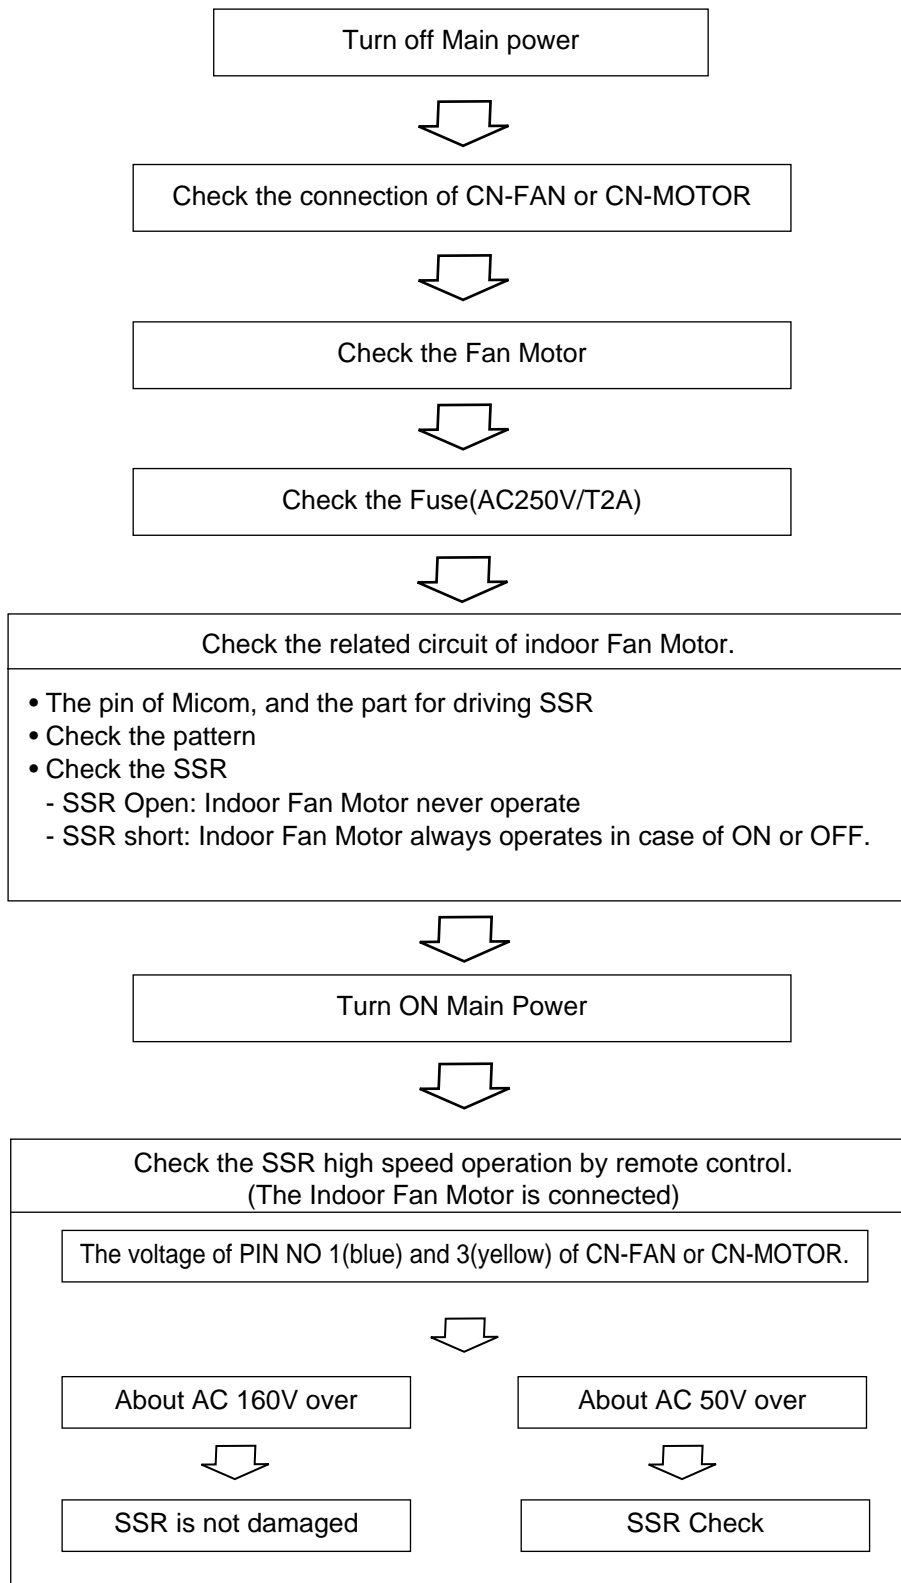 Turn off Main power
Check the connection of CN-FAN or CN-MOTOR
Check the Fan Motor
Check the Fuse(AC250V/T2A)
Check the related circuit of indoor Fan Motor.
• The pin of Micom, and the part for driving SSR
• Check the pattern
• Check the SSR
- SSR Open: Indoor Fan Motor never operate
- SSR short: Indoor Fan Motor always operates in case of ON or OFF.
Turn ON Main Power
Check the SSR high speed operation by remote control.
(The Indoor Fan Motor is connected)
The voltage of PIN NO 1(blue) and 3(yellow) of CN-FAN or CN-MOTOR.
About AC 160V over
About AC 50V over
SSR is not damaged
SSR Check